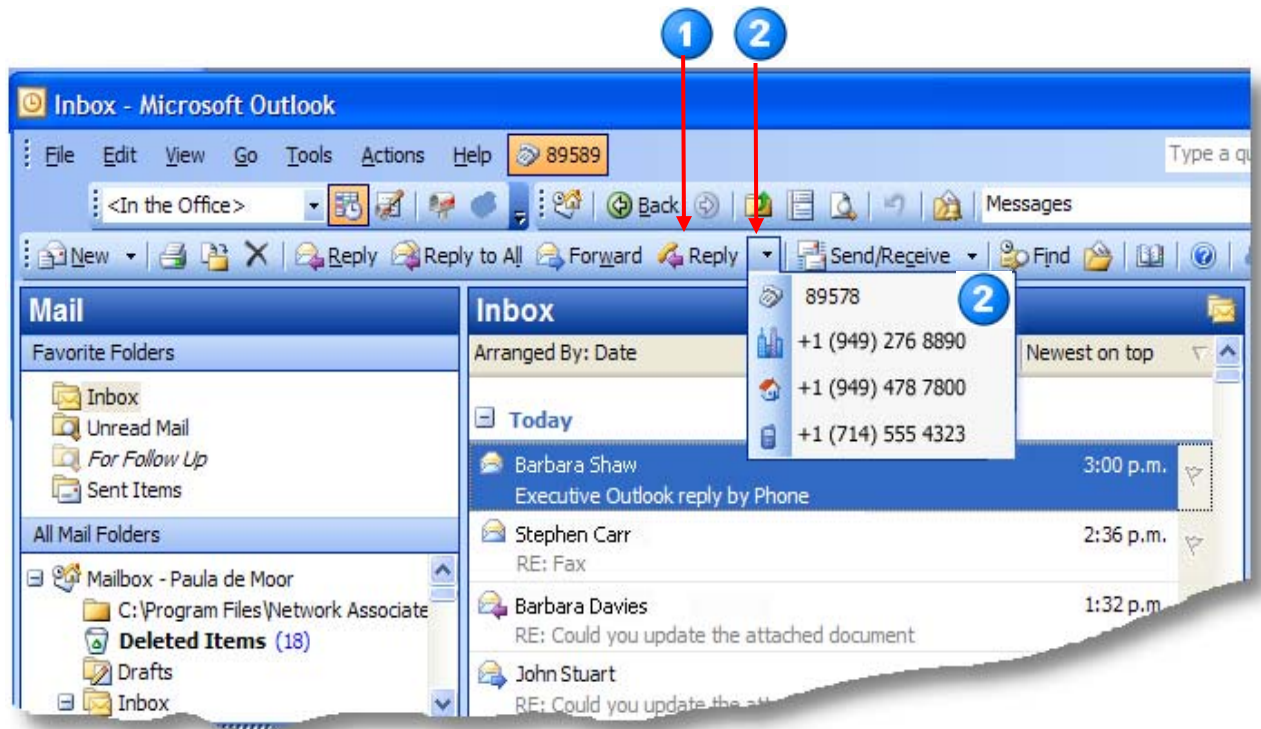 1 2
Inbox - Microsoft Outlook
File Edit View Go Tools Actions Help 89589 Type a qu
<In the Office> Back Messages
New Reply Reply to All Forward Reply Send/Receive Find
Mail
Favorite Folders
Inbox
Unread Mail
For Follow Up
Sent Items
All Mail Folders
Mailbox - Paula de Moor
C:\Program Files\Network Associate
Deleted Items (18)
Drafts
Inbox
Inbox
Arranged By: Date Newest on top
89578 2
+1 (949) 276 8890
+1 (949) 478 7800
+1 (714) 555 4323
Today
Barbara Shaw 3:00 p.m.
Executive Outlook reply by Phone
Stephen Carr 2:36 p.m.
RE: Fax
Barbara Davies 1:32 p.m
RE: Could you update the attached document
John Stuart
RE: Could you update the